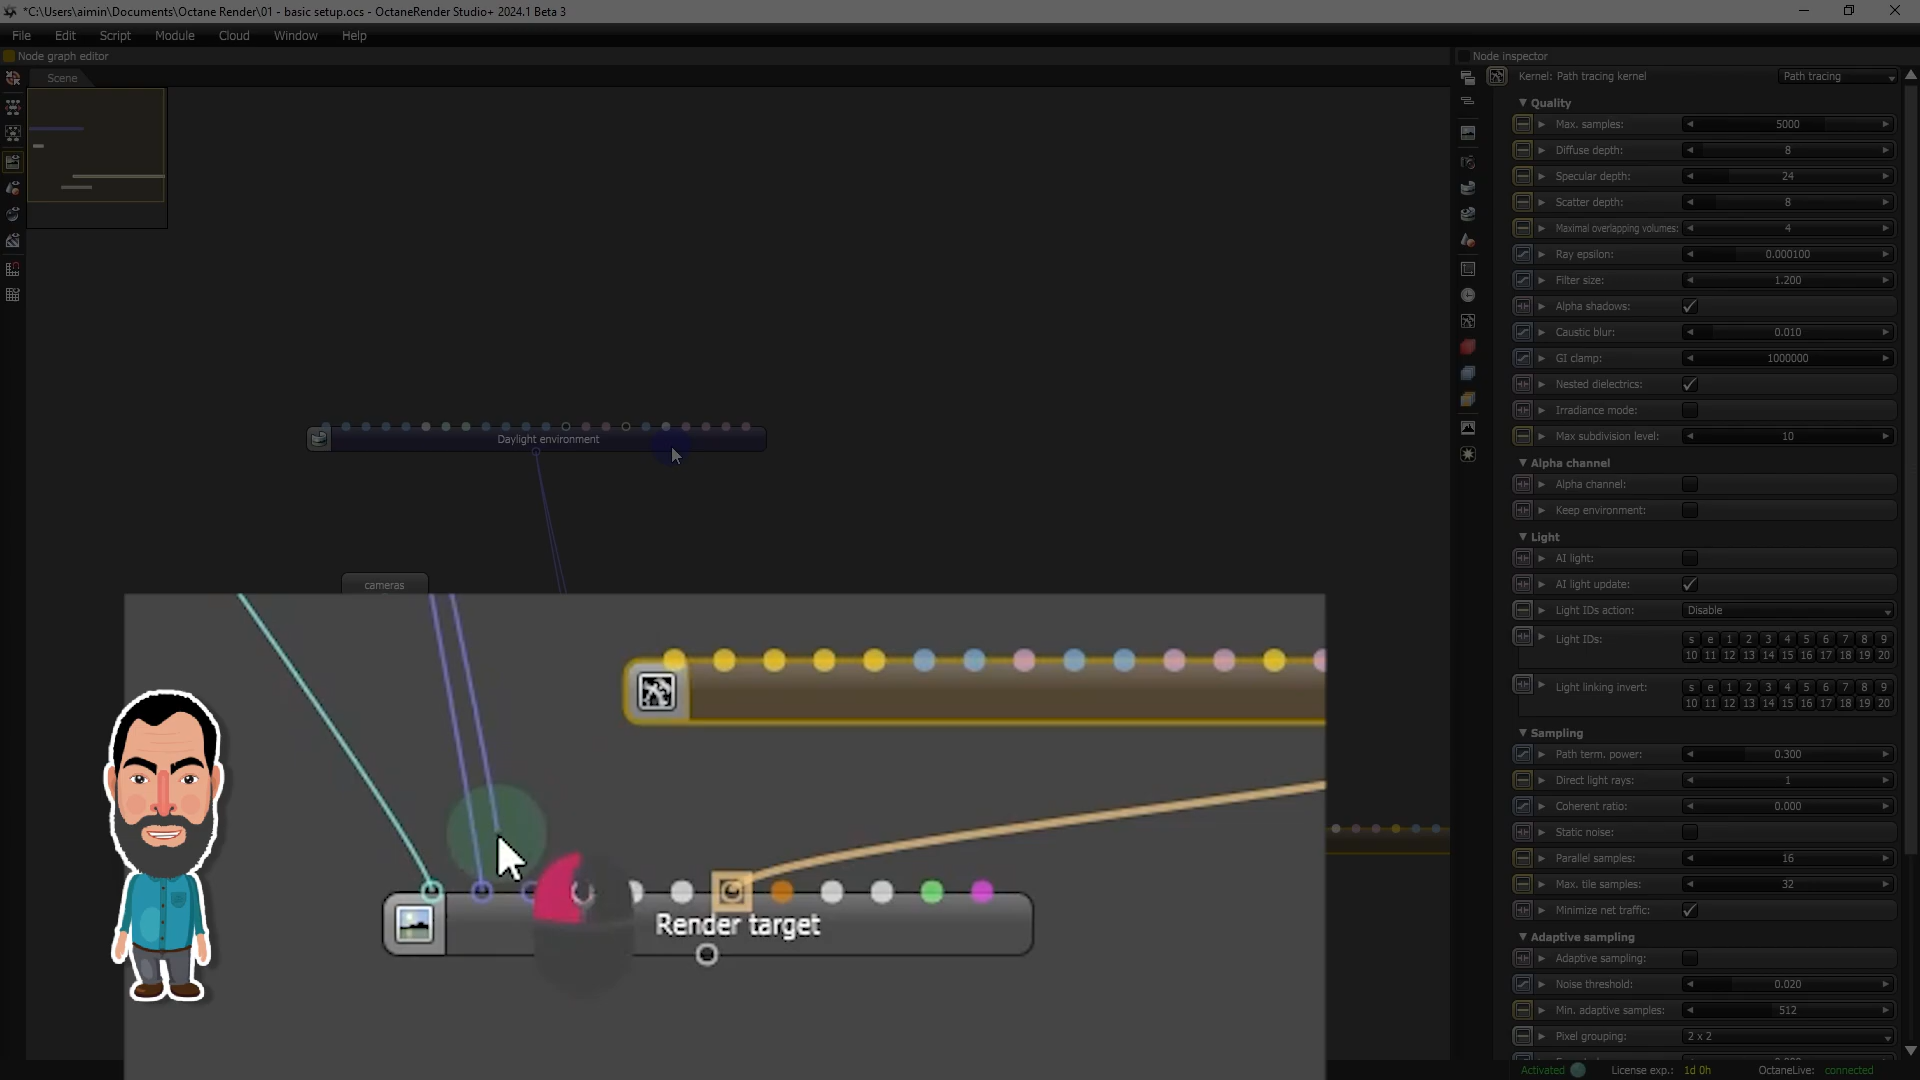 *C:\Users\aimin\Documents\Octane Render\01 - basic setup.ocs - OctaneRender Studio+ 2024.1 Beta 3
File Edit Script Module Cloud Window Help
Node graph editor
Scene
Daylight environment
cameras
Render target
Node inspector
Kernel: Path tracing kernel Path tracing
Quality
Max. samples: 5000
Diffuse depth: 8
Specular depth: 24
Scatter depth: 8
Maximal overlapping volumes: 4
Ray epsilon: 0.000100
Filter size: 1.200
Alpha shadows:
Caustic blur: 0.010
GI clamp: 1000000
Nested dielectrics:
Irradiance mode:
Max subdivision level: 10
Alpha channel
Alpha channel:
Keep environment:
Light
AI light:
AI light update:
Light IDs action: Disable
Light IDs: s e 1 2 3 4 5 6 7 8 9
10 11 12 13 14 15 16 17 18 19 20
Light linking invert: s e 1 2 3 4 5 6 7 8 9
10 11 12 13 14 15 16 17 18 19 20
Sampling
Path term. power: 0.300
Direct light rays: 1
Coherent ratio: 0.000
Static noise:
Parallel samples: 16
Max. tile samples: 32
Minimize net traffic:
Adaptive sampling
Adaptive sampling:
Noise threshold: 0.020
Min. adaptive samples: 512
Pixel grouping: 2 x 2
Activated License exp.: 1d 0h OctaneLive: connected